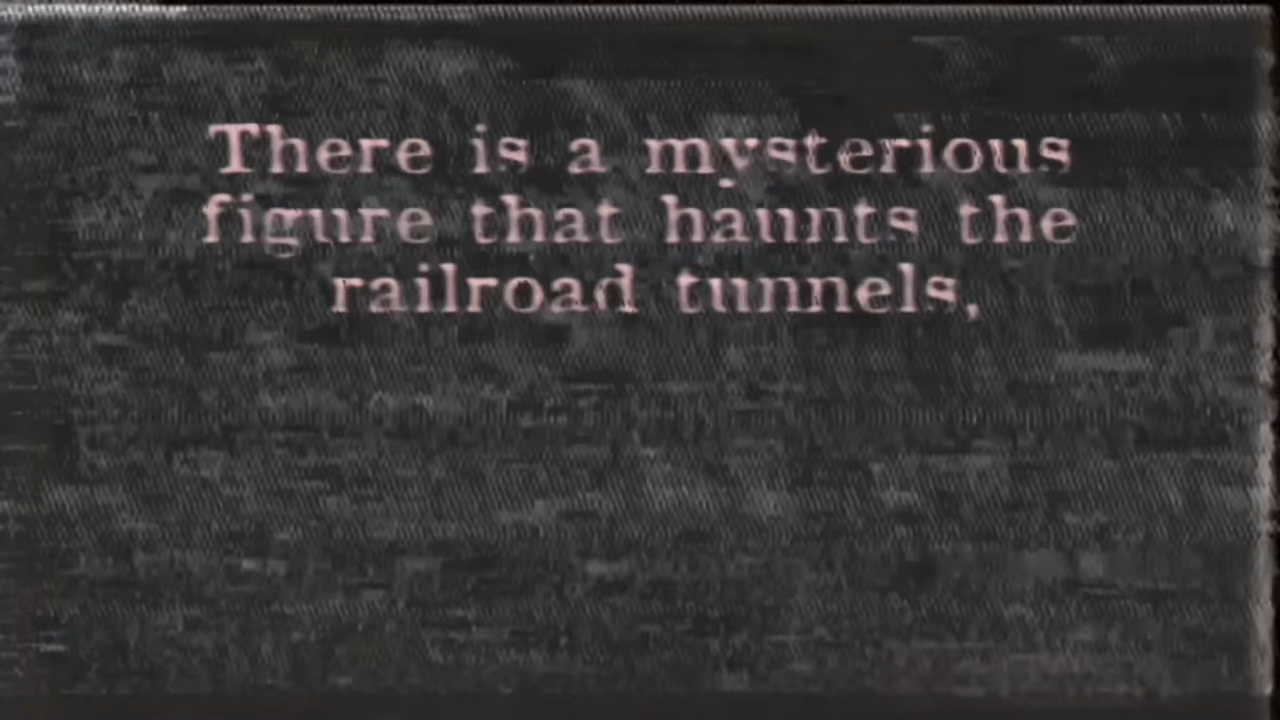 There is a mysterious
figure that haunts the
railroad tunnels,